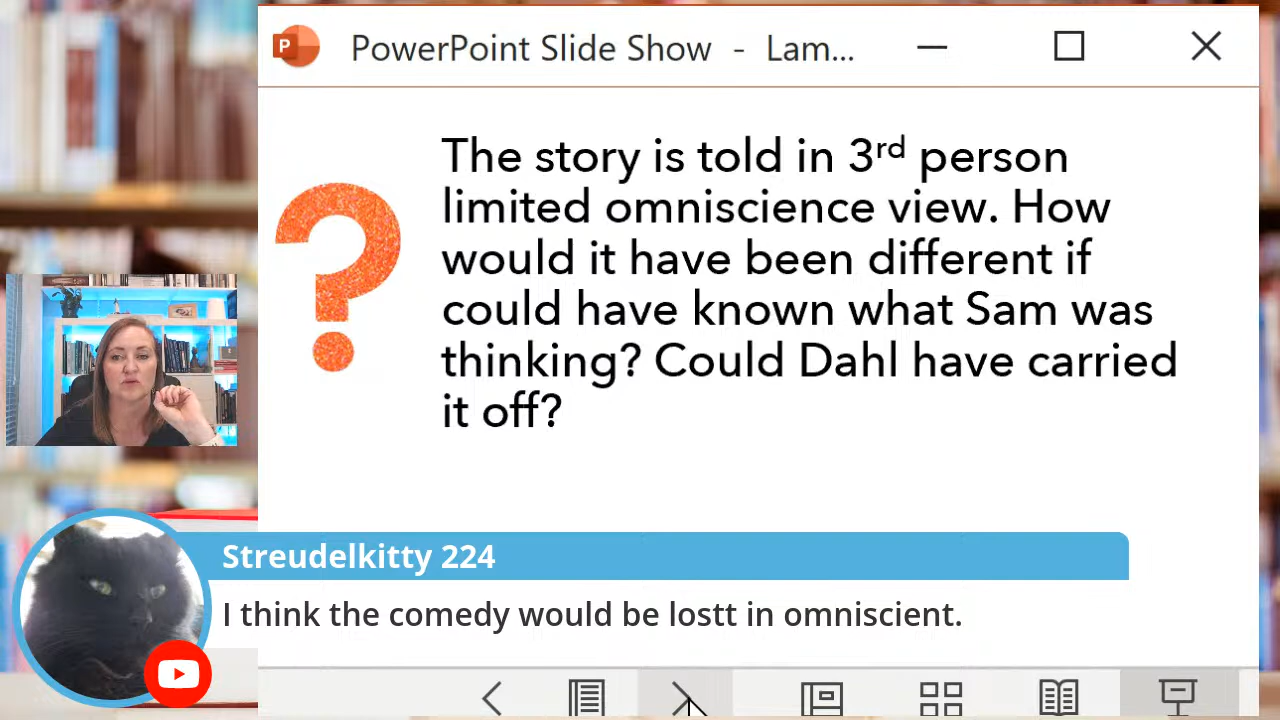 PowerPoint Slide Show - Lam...
The story is told in 3rd person
limited omniscience view. How
would it have been different if
could have known what Sam was
thinking? Could Dahl have carried
it off?
Streudelkitty 224
I think the comedy would be lostt in omniscient.